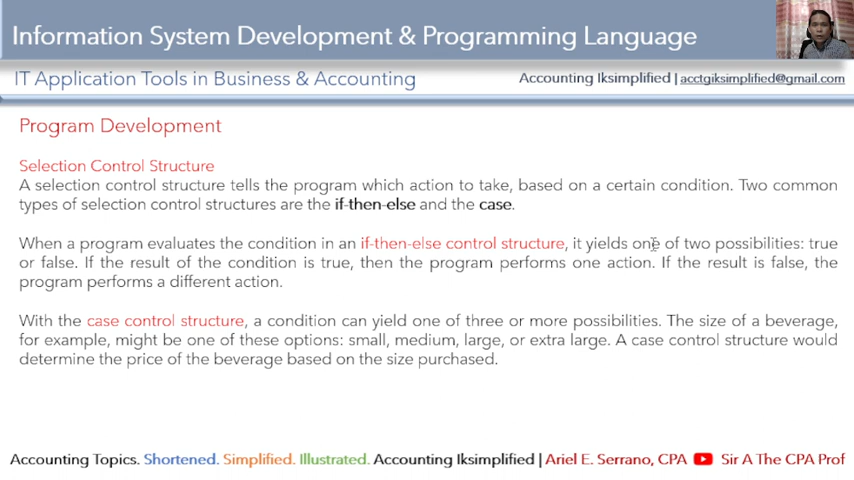 Information System Development & Programming Language
IT Application Tools in Business & Accounting
Accounting Iksimplified | acctgiksimplified@gmail.com
Program Development
Selection Control Structure
A selection control structure tells the program which action to take, based on a certain condition. Two common
types of selection control structures are the if-then-else and the case.
When a program evaluates the condition in an if-then-else control structure, it yields one of two possibilities: true
or false. If the result of the condition is true, then the program performs one action. If the result is false, the
program performs a different action.
With the case control structure, a condition can yield one of three or more possibilities. The size of a beverage,
for example, might be one of these options: small, medium, large, or extra large. A case control structure would
determine the price of the beverage based on the size purchased.
Accounting Topics. Shortened. Simplified. Illustrated. Accounting Iksimplified | Ariel E. Serrano, CPA Sir A The CPA Prof